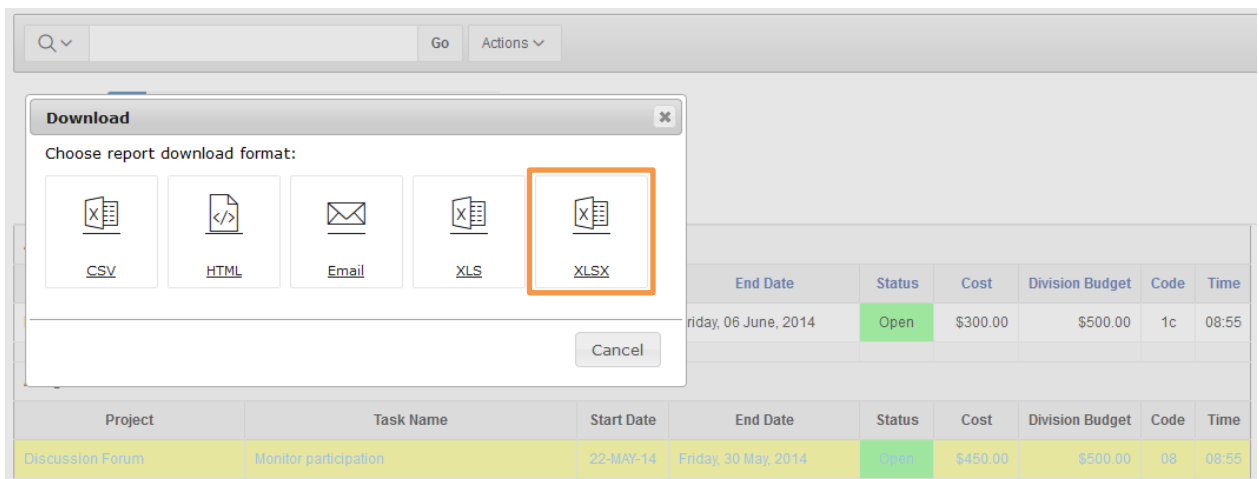 Go Actions
Download
Choose report download format:
CSV HTML Email XLS XLSX
End Date Status Cost Division Budget Code Time
riday, 06 June, 2014 Open $300.00 $500.00 1c 08:55
Cancel
Project Task Name Start Date End Date Status Cost Division Budget Code Time
Discussion Forum Monitor participation 22-MAY-14 Friday, 30 May, 2014 Open $450.00 $500.00 08 08:55